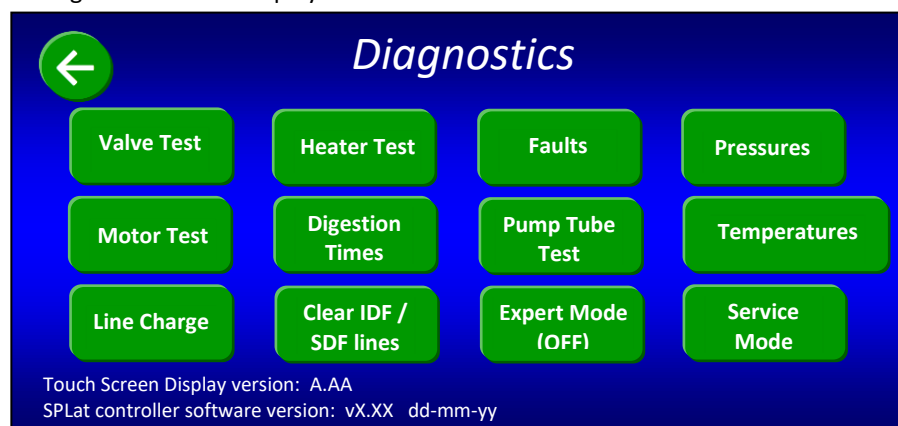 Diagnostics
Valve Test
Heater Test
Faults
Pressures
Motor Test
Digestion
Times
Pump Tube
Test
Temperatures
Line Charge
Clear IDF /
SDF lines
Expert Mode
(OFF)
Service
Mode
Touch Screen Display version: A.AA
SPLat controller software version: vX.XX dd-mm-yy